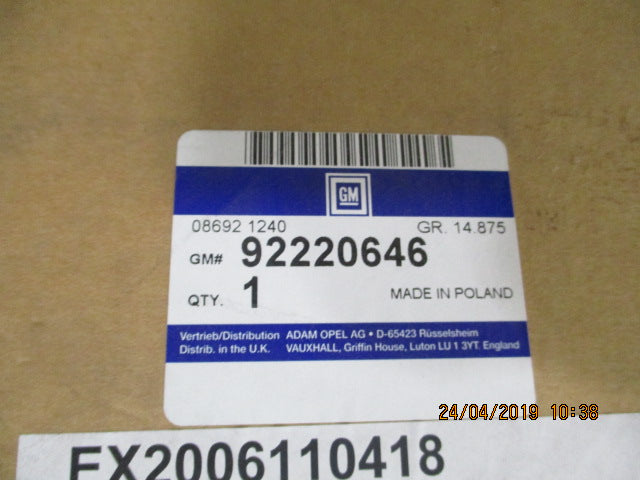 GM
08692 1240 GR. 14.875
GM# 92220646
QTY. 1 MADE IN POLAND
Vertrieb/Distribution ADAM OPEL AG • D-65423 Rüsselsheim
Distrib. in the U.K. VAUXHALL, Griffin House, Luton LU 1 3YT. England
24/04/2019 10:38
EX2006110418